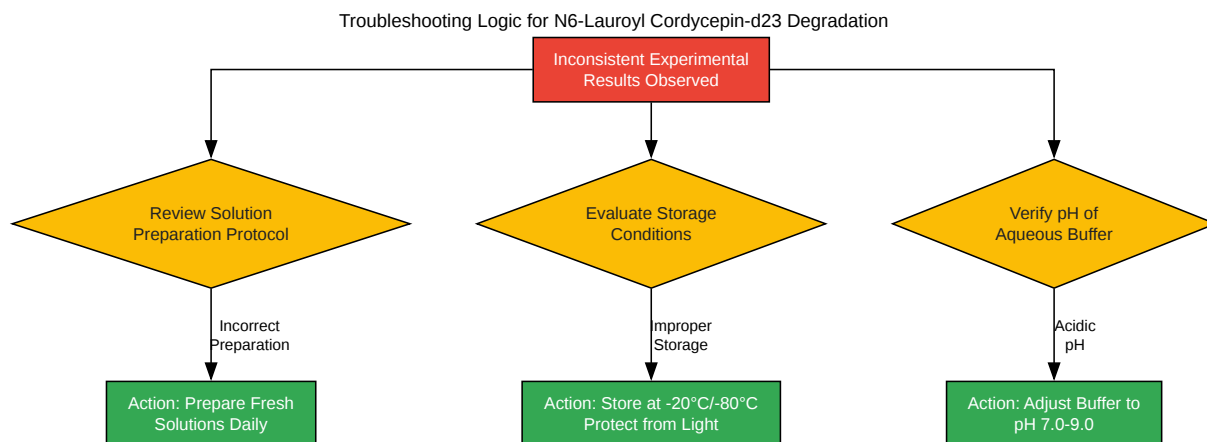 Troubleshooting Logic for N6-Lauroyl Cordycepin-d23 Degradation
Inconsistent Experimental
Results Observed
Review Solution
Preparation Protocol
Evaluate Storage
Conditions
Verify pH of
Aqueous Buffer
Incorrect
Preparation
Improper
Storage
Acidic
pH
Action: Prepare Fresh
Solutions Daily
Action: Store at -20°C/-80°C
Protect from Light
Action: Adjust Buffer to
pH 7.0-9.0